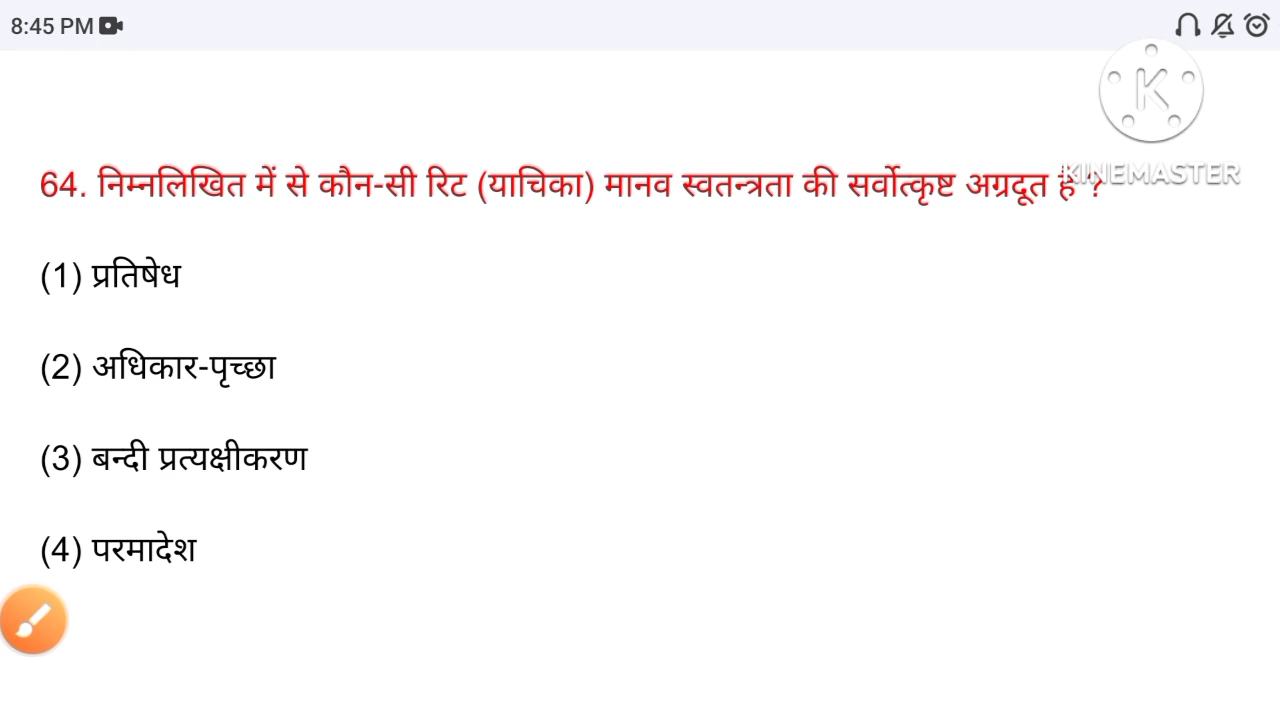 8:45 PM
K
KINEMASTER
64. निम्नलिखित में से कौन-सी रिट (याचिका) मानव स्वतन्त्रता की सर्वोत्कृष्ट अग्रदूत है ?
(1) प्रतिषेध
(2) अधिकार-पृच्छा
(3) बन्दी प्रत्यक्षीकरण
(4) परमादेश